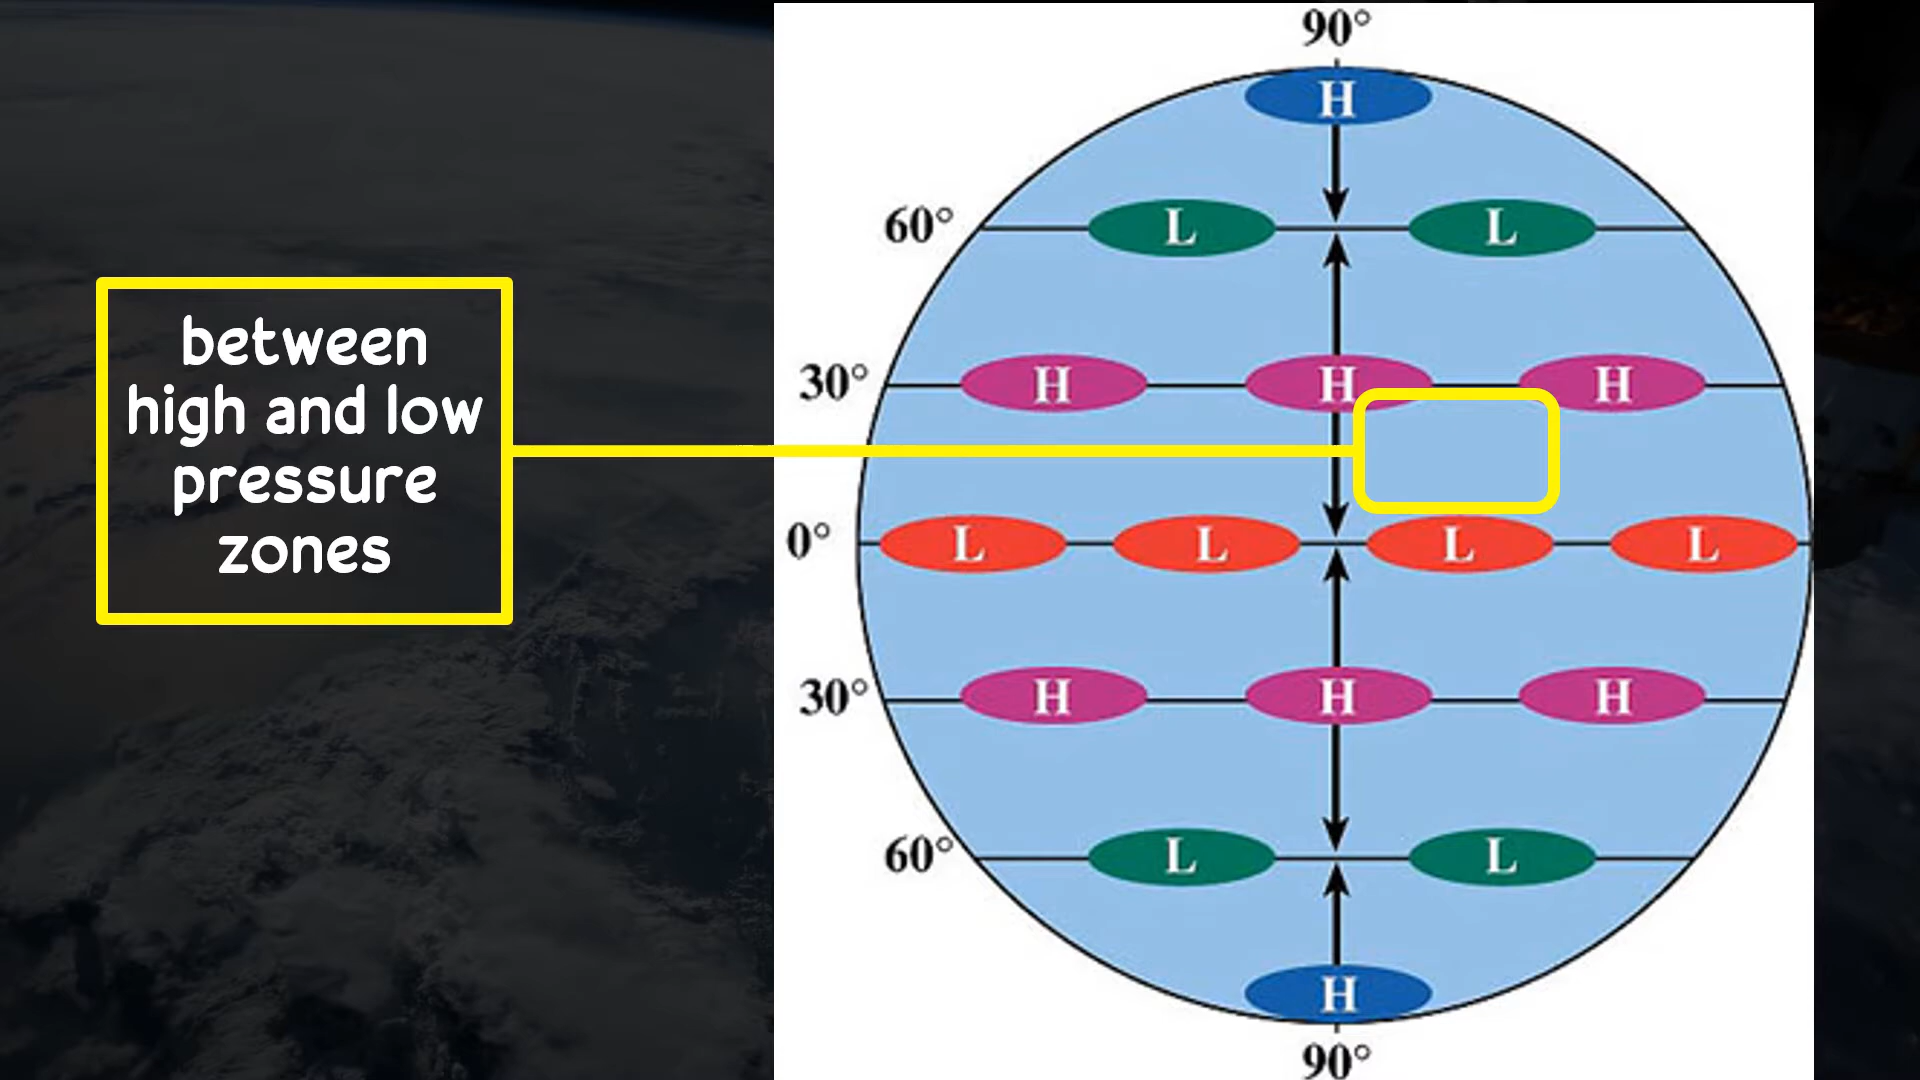 between
high and low
pressure
zones
90°
H
60° L L
30° H H H
0° L L L L
30° H H H
60° L L
H
90°